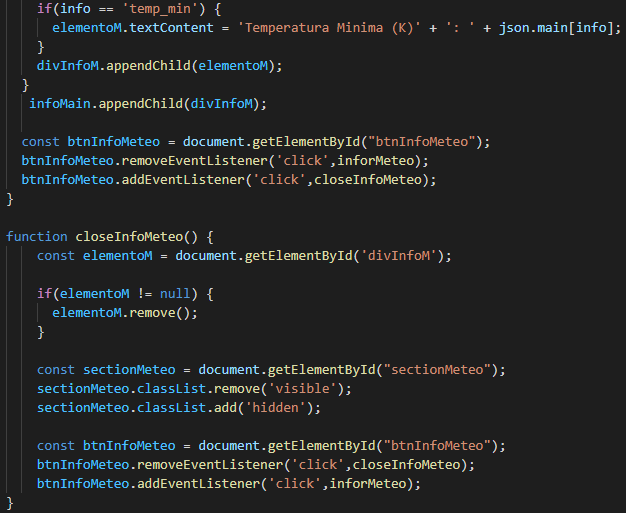 if(info == 'temp_min') {
elementoM.textContent = 'Temperatura Minima (K)' + ': ' + json.main[info];
}
divInfoM.appendChild(elementoM);
}
infoMain.appendChild(divInfoM);
const btnInfoMeteo = document.getElementById("btnInfoMeteo");
btnInfoMeteo.removeEventListener('click',inforMeteo);
btnInfoMeteo.addEventListener('click',closeInfoMeteo);
}
function closeInfoMeteo() {
const elementoM = document.getElementById('divInfoM');
if(elementoM != null) {
elementoM.remove();
}
const sectionMeteo = document.getElementById("sectionMeteo");
sectionMeteo.classList.remove('visible');
sectionMeteo.classList.add('hidden');
const btnInfoMeteo = document.getElementById("btnInfoMeteo");
btnInfoMeteo.removeEventListener('click',closeInfoMeteo);
btnInfoMeteo.addEventListener('click',inforMeteo);
}